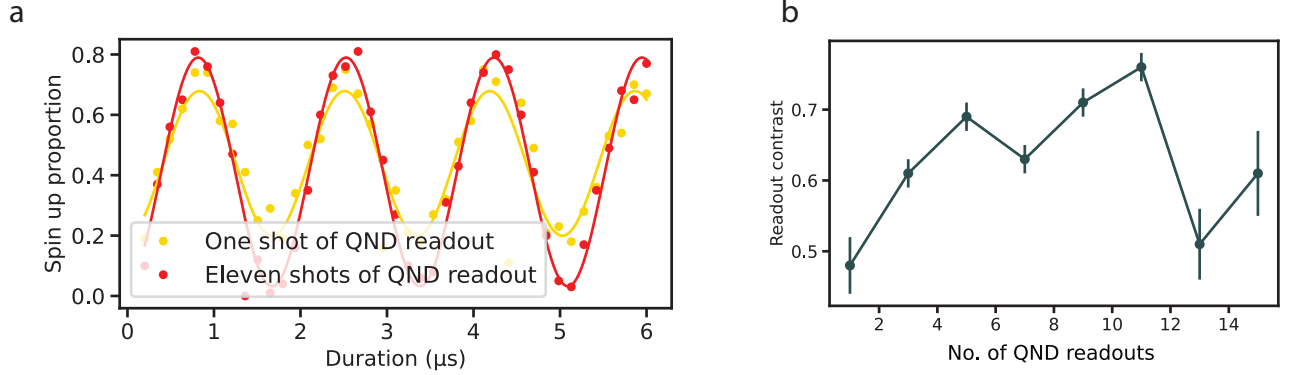 a
Spin up proportion
0.8
0.6
0.4
0.2
0.0
One shot of QND readout
Eleven shots of QND readout
0 1 2 3 4 5 6
Duration (μs)
b
Readout contrast
0.7
0.6
0.5
2 4 6 8 10 12 14
No. of QND readouts